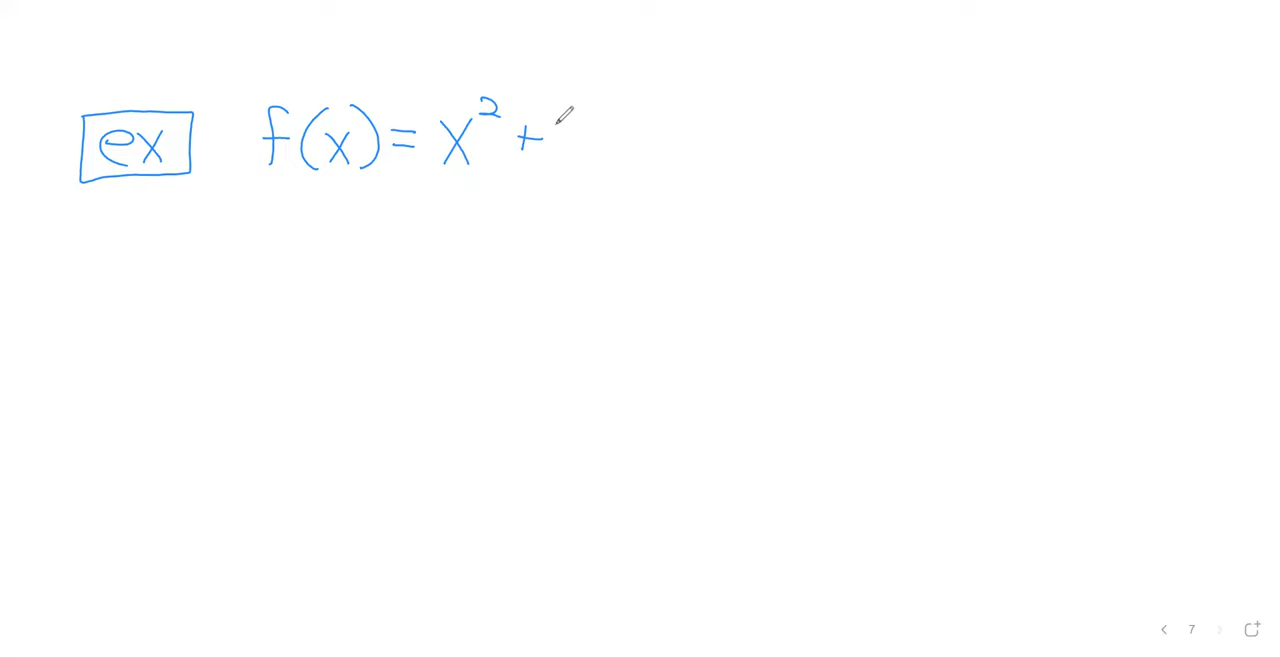 ex f(x) = x² +
< 7 >